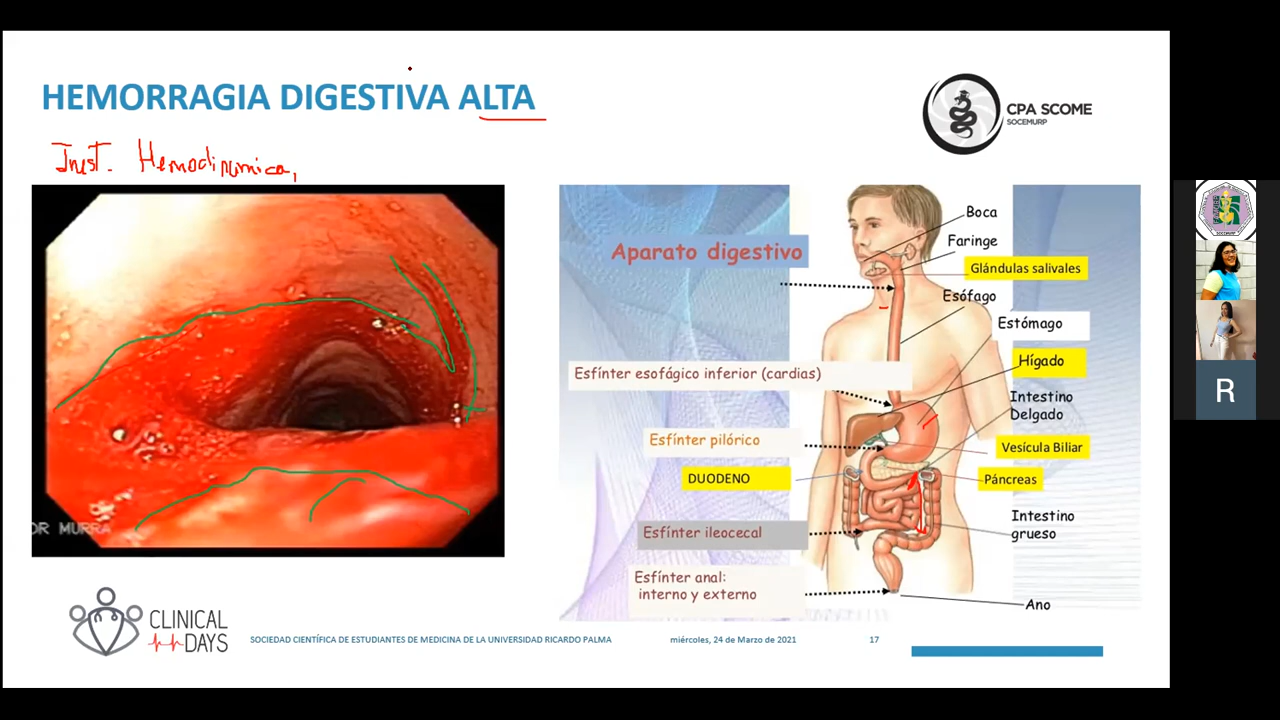 HEMORRAGIA DIGESTIVA ALTA
Inest. Hemodinamica,
CPA SCOME
SOCEMURP
Aparato digestivo
Boca
Faringe
Glándulas salivales
Esófago
Estómago
Esfínter esofágico inferior (cardias)
Hígado
Intestino
Delgado
Esfínter pilórico
Vesícula Biliar
DUODENO
Páncreas
Intestino
grueso
Esfínter ileocecal
Esfínter anal:
interno y externo
Ano
DR MURRA
CLINICAL
DAYS
SOCIEDAD CIENTÍFICA DE ESTUDIANTES DE MEDICINA DE LA UNIVERSIDAD RICARDO PALMA
miércoles, 24 de Marzo de 2021
17
R